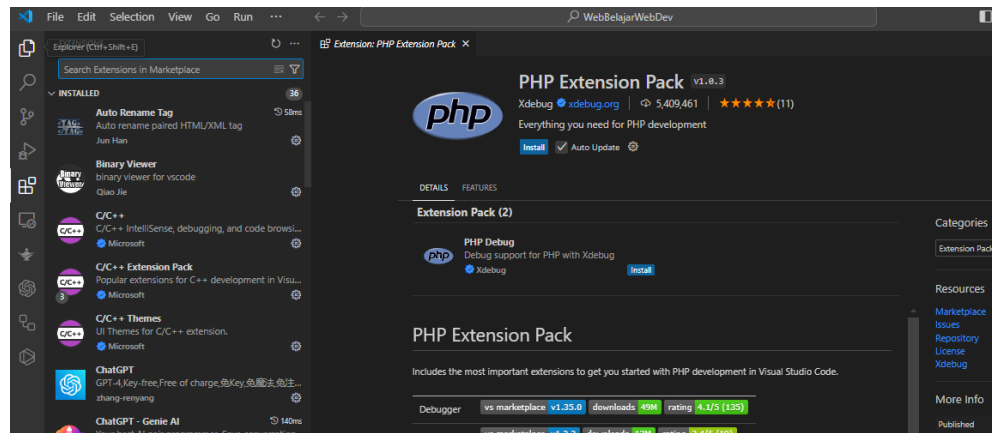 File Edit Selection View Go Run ···
WebBelajarWebDev
Explorer (Ctrl+Shift+E)
Search Extensions in Marketplace
INSTALLED 36
Auto Rename Tag 58ms
Auto rename paired HTML/XML tag
Jun Han
Binary Viewer
binary viewer for vscode
Qiao Jie
C/C++
C/C++ IntelliSense, debugging, and code browsi...
Microsoft
C/C++ Extension Pack
Popular extensions for C++ development in Visu...
3 Microsoft
C/C++ Themes
UI Themes for C/C++ extension.
Microsoft
ChatGPT
GPT-4,Key-free,Free of charge,免Key,免魔法,免注...
zhang-renyang
ChatGPT - Genie AI 140ms
Extension: PHP Extension Pack
php
PHP Extension Pack v1.0.3
Xdebug xdebug.org 5,409,461 (11)
Everything you need for PHP development
Install Auto Update
DETAILS FEATURES
Extension Pack (2)
php
PHP Debug
Debug support for PHP with Xdebug
Xdebug Install
PHP Extension Pack
Includes the most important extensions to get you started with PHP development in Visual Studio Code.
Debugger vs marketplace v1.35.0 downloads 49M rating 4.1/5 (135)
Categories
Extension Pack
Resources
Marketplace
Issues
Repository
License
Xdebug
More Info
Published